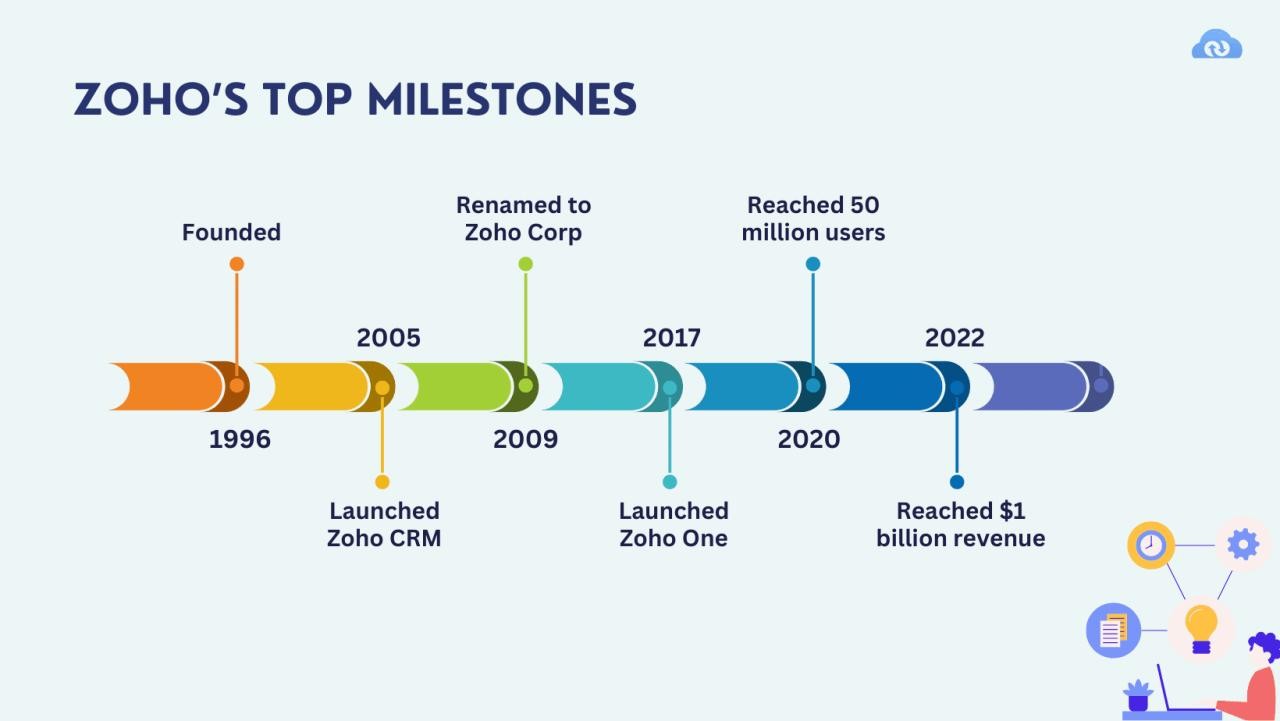 ZOHO'S TOP MILESTONES
Founded
Renamed to
Zoho Corp
Reached 50
million users
2005
2017
2022
1996
2009
2020
Launched
Zoho CRM
Launched
Zoho One
Reached $1
billion revenue